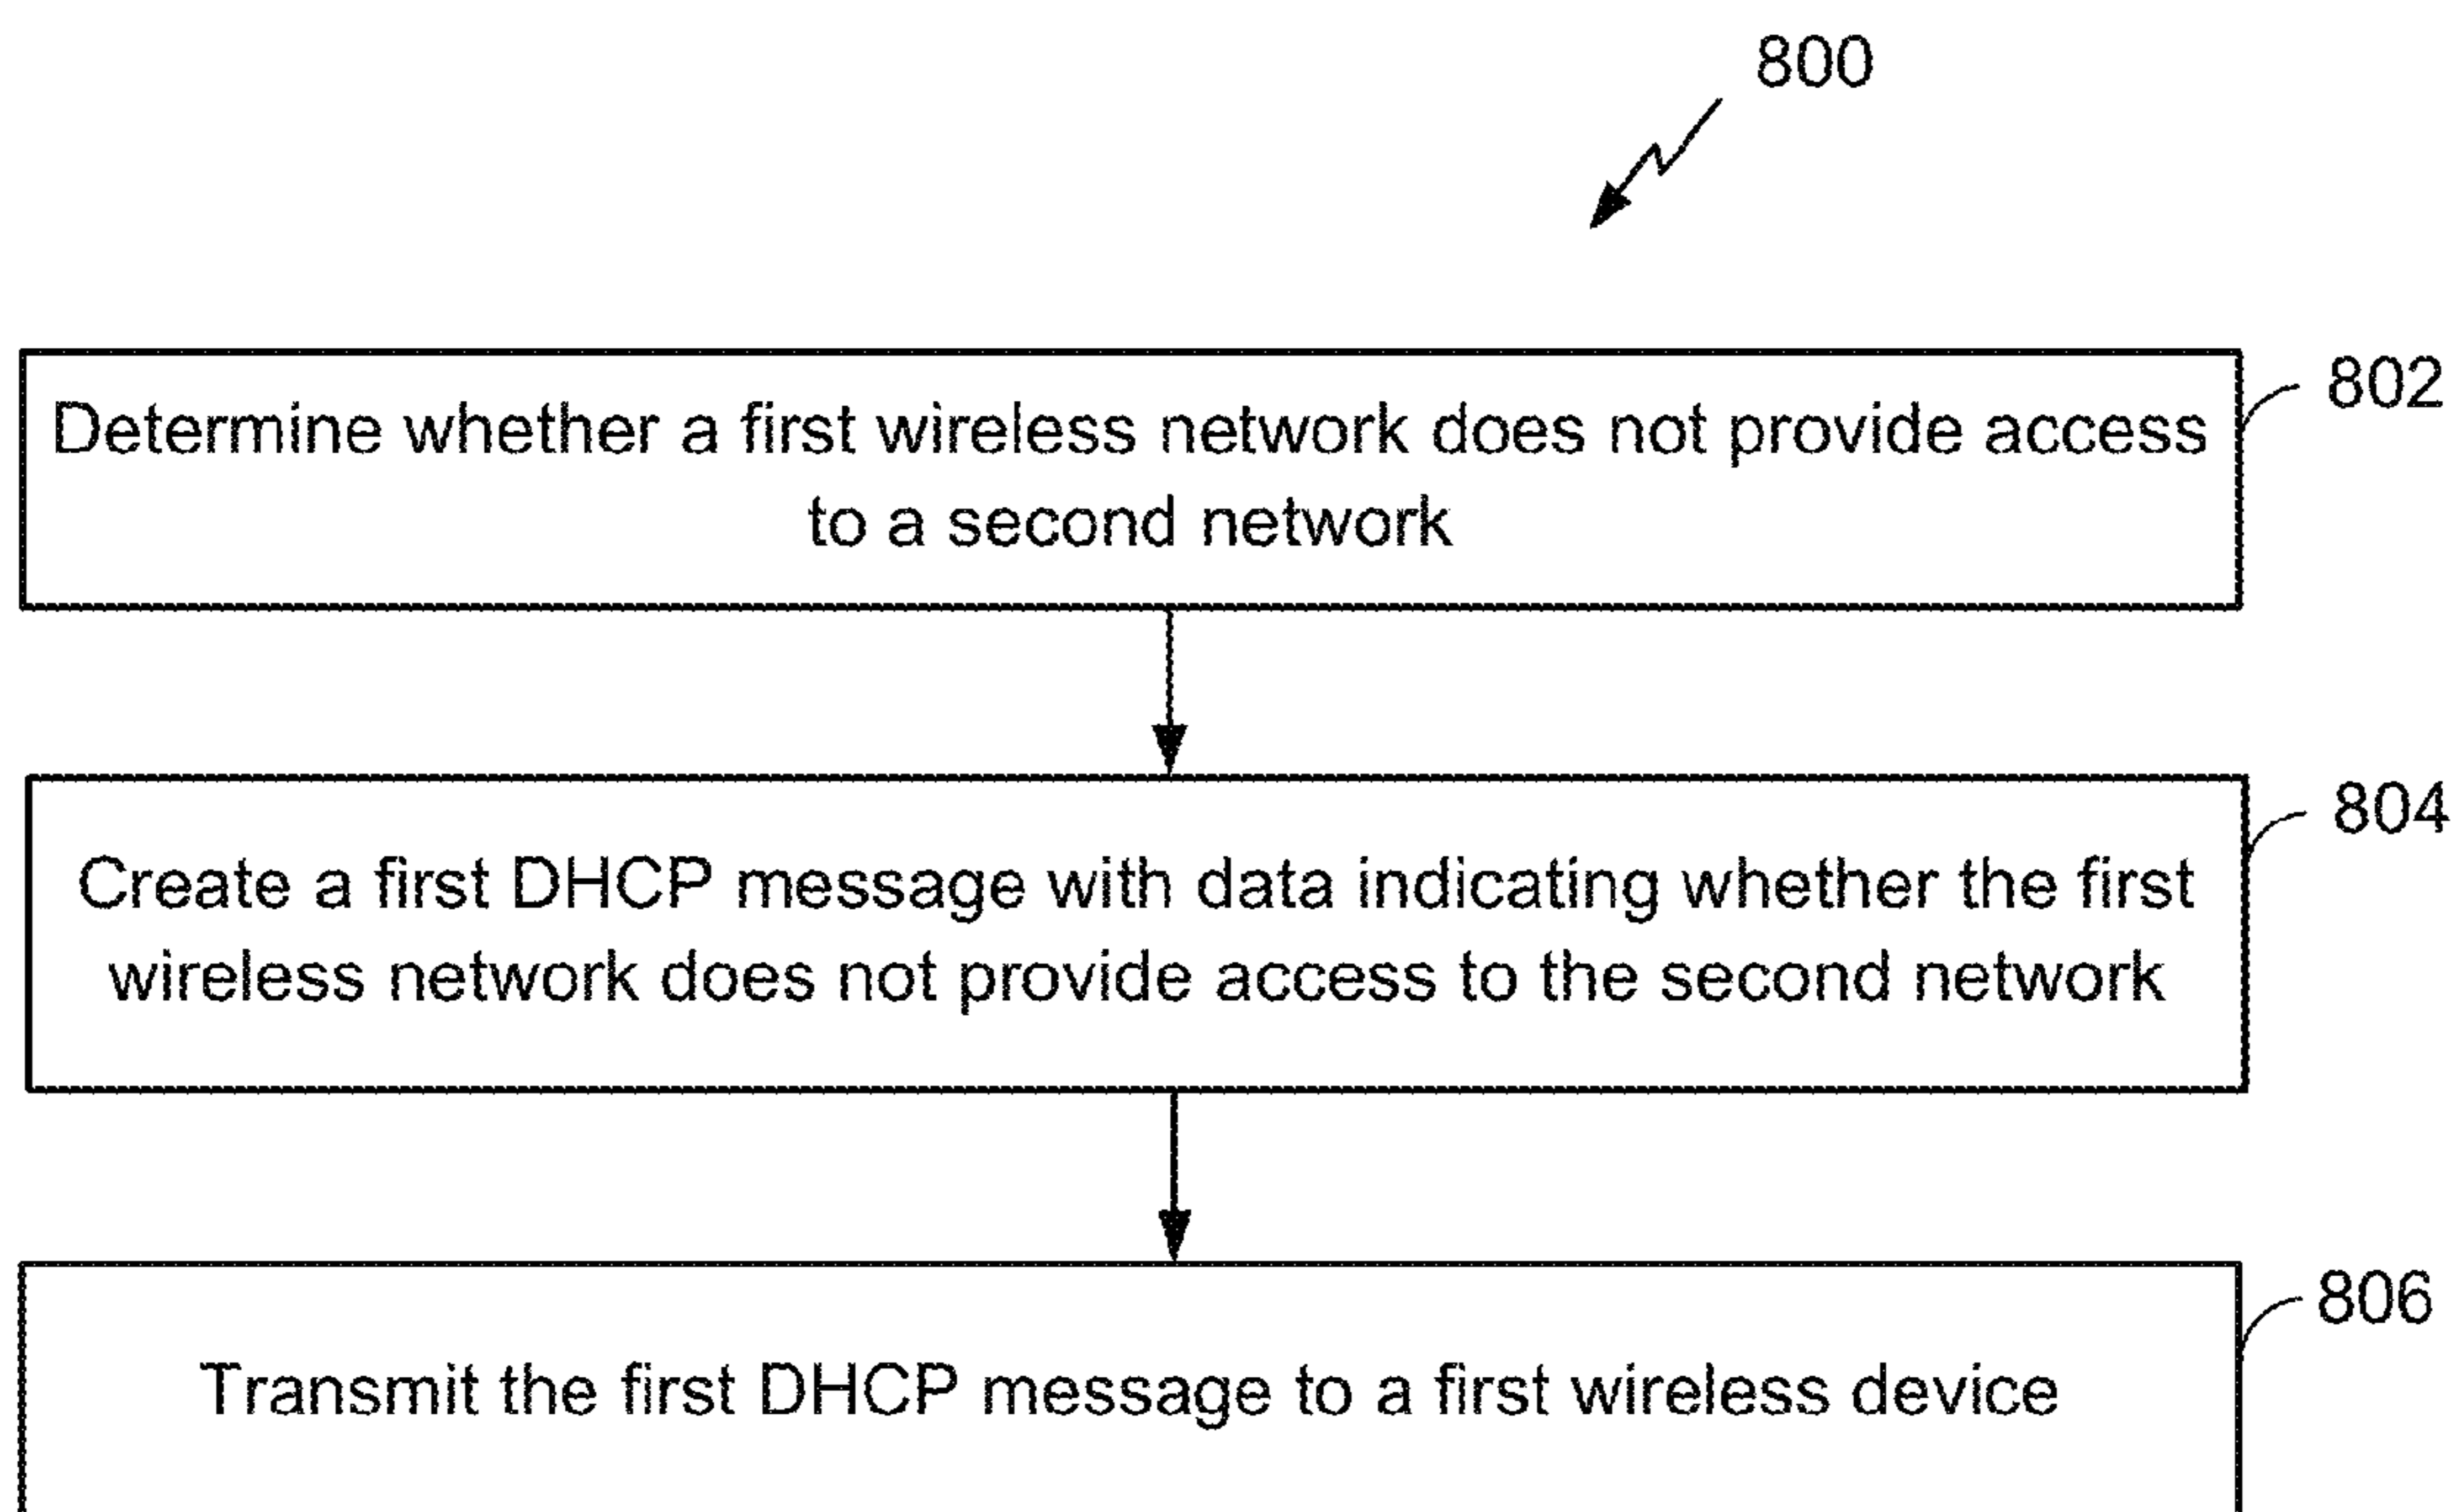 800
802
Determine whether a first wireless network does not provide access
to a second network
804
Create a first DHCP message with data indicating whether the first
wireless network does not provide access to the second network
806
Transmit the first DHCP message to a first wireless device